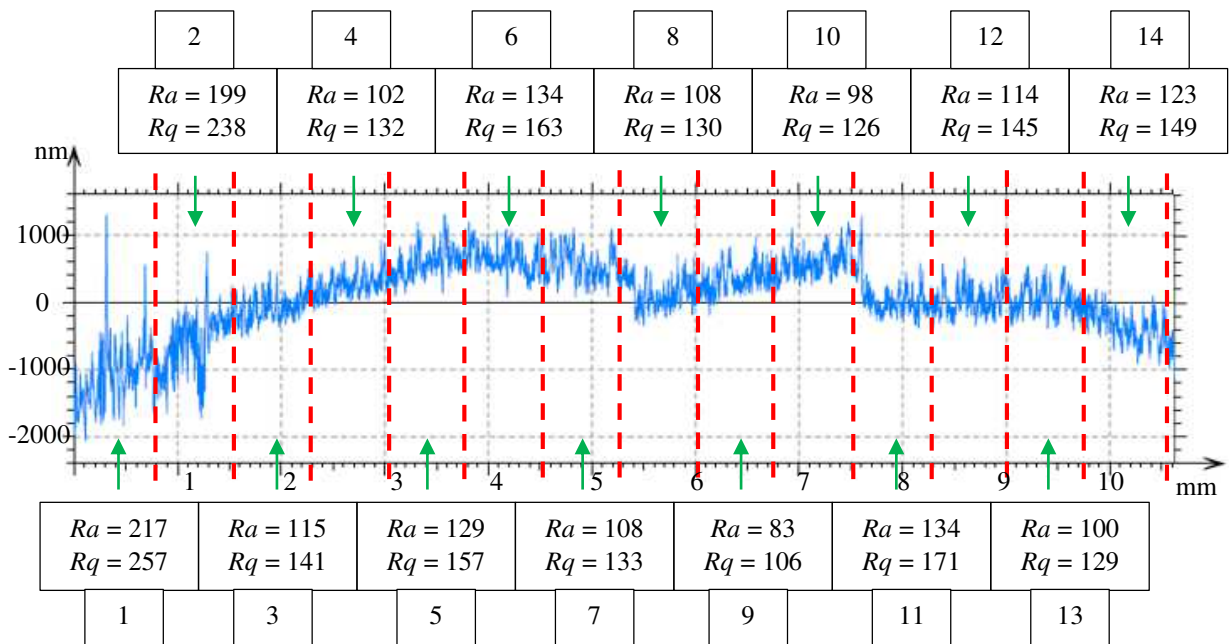 2 4 6 8 10 12 14
Ra = 199 Ra = 102 Ra = 134 Ra = 108 Ra = 98 Ra = 114 Ra = 123
Rq = 238 Rq = 132 Rq = 163 Rq = 130 Rq = 126 Rq = 145 Rq = 149
nm
1000
0
-1000
-2000
1 2 3 4 5 6 7 8 9 10
mm
Ra = 217 Ra = 115 Ra = 129 Ra = 108 Ra = 83 Ra = 134 Ra = 100
Rq = 257 Rq = 141 Rq = 157 Rq = 133 Rq = 106 Rq = 171 Rq = 129
1 3 5 7 9 11 13